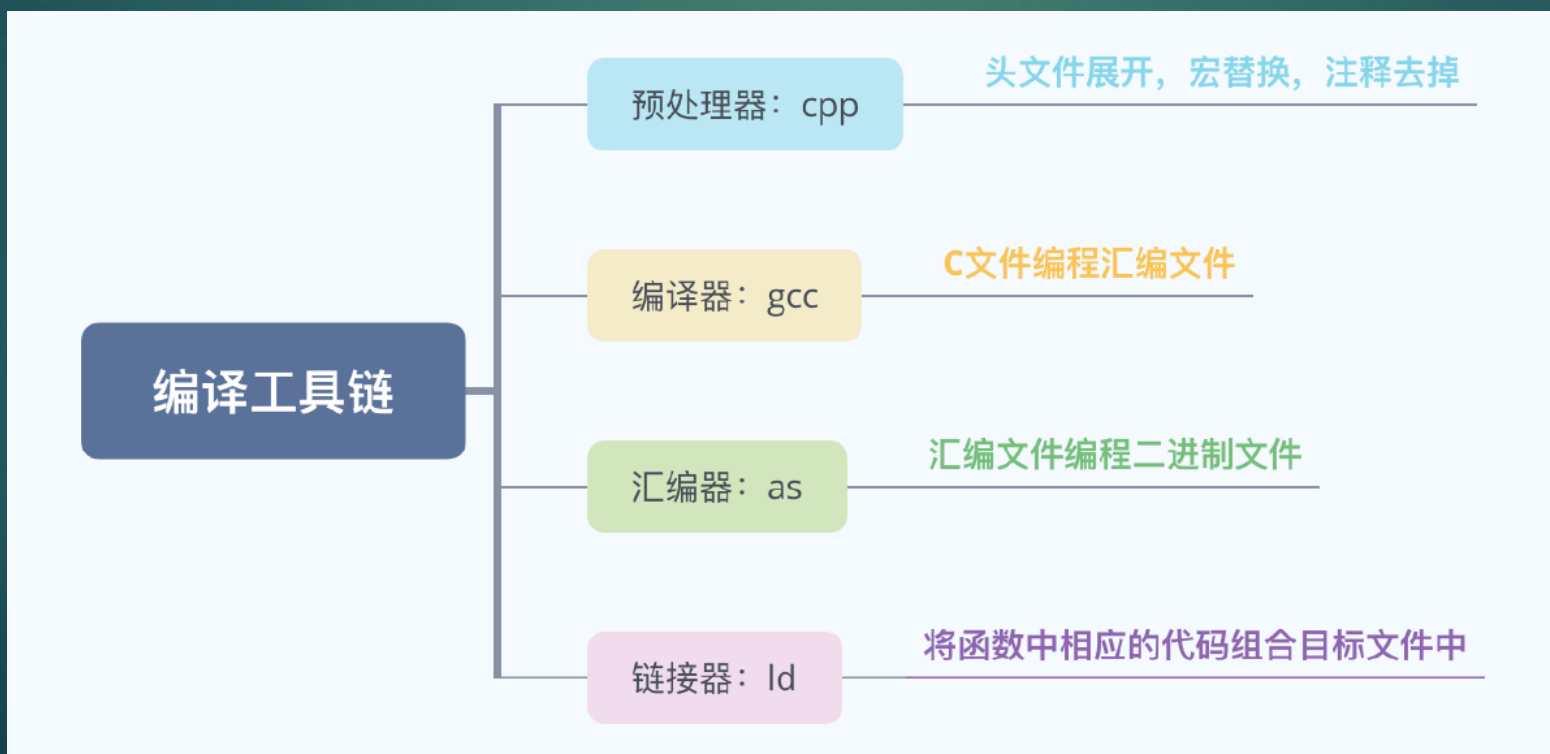 编译工具链
预处理器：cpp
头文件展开，宏替换，注释去掉
编译器：gcc
C文件编程汇编文件
汇编器：as
汇编文件编程二进制文件
链接器：ld
将函数中相应的代码组合目标文件中